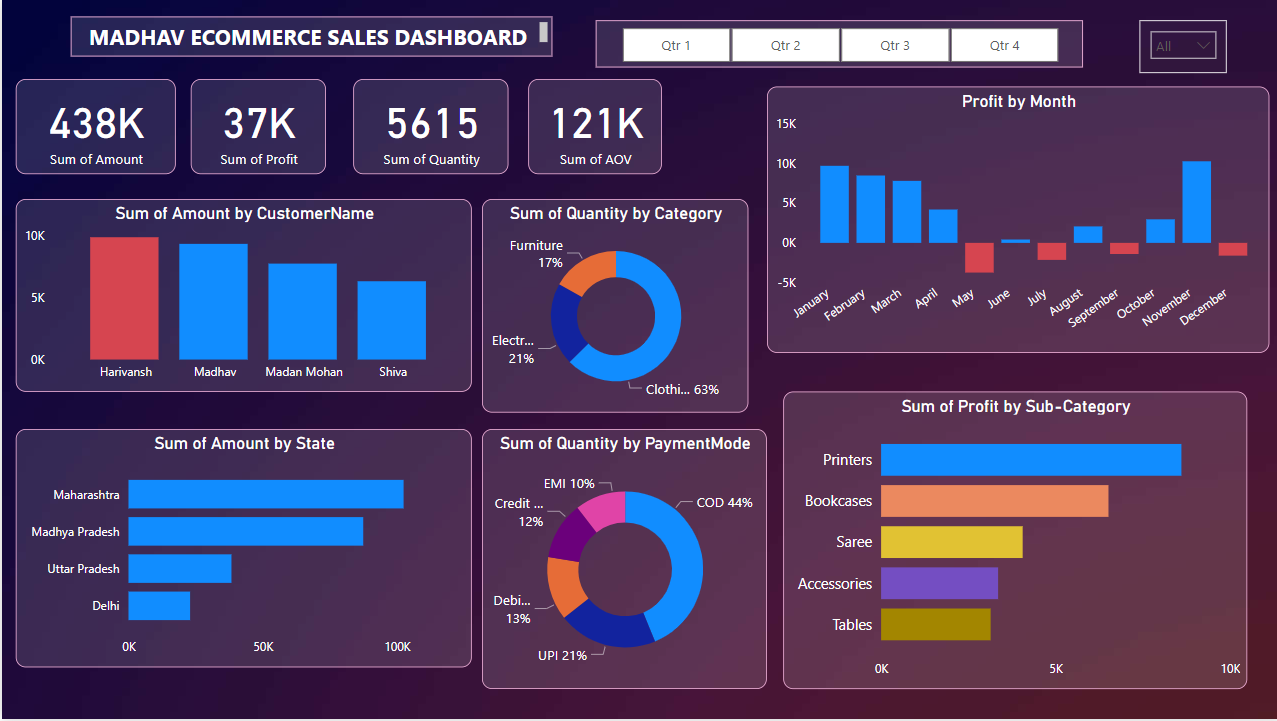 MADHAV ECOMMERCE SALES DASHBOARD
Qtr 1
Qtr 2
Qtr 3
Qtr 4
All
438K
Sum of Amount
37K
Sum of Profit
5615
Sum of Quantity
121K
Sum of AOV
Profit by Month
15K
10K
5K
0K
-5K
January
February
March
April
May
June
July
August
September
October
November
December
Sum of Amount by CustomerName
10K
5K
0K
Harivansh
Madhav
Madan Mohan
Shiva
Sum of Quantity by Category
Furniture
17%
Electr...
21%
Clothi... 63%
Sum of Amount by State
Maharashtra
Madhya Pradesh
Uttar Pradesh
Delhi
0K
50K
100K
Sum of Quantity by PaymentMode
EMI 10%
Credit ...
12%
Debi...
13%
UPI 21%
COD 44%
Sum of Profit by Sub-Category
Printers
Bookcases
Saree
Accessories
Tables
0K
5K
10K